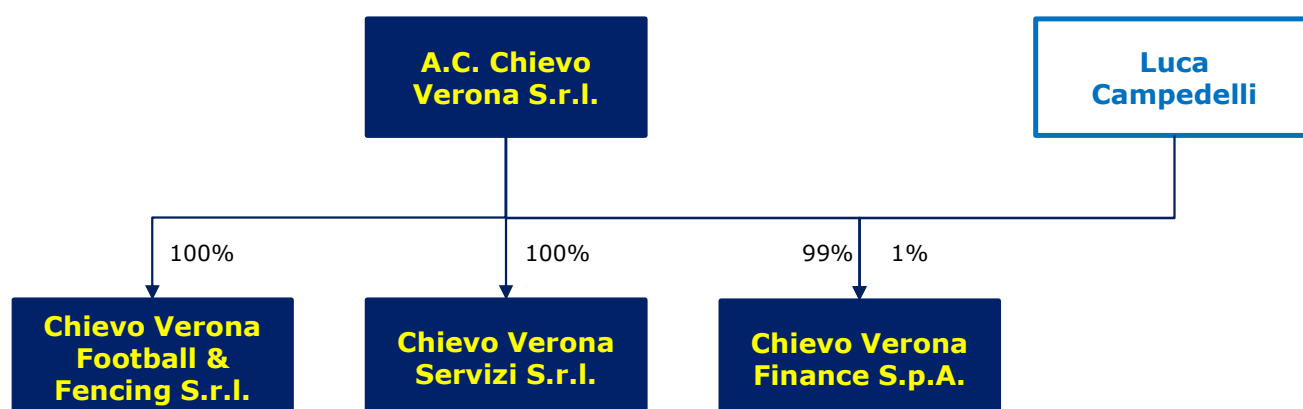 A.C. Chievo
Verona S.r.l.
Luca
Campedelli
100%
100%
99%
1%
Chievo Verona
Football &
Fencing S.r.l.
Chievo Verona
Servizi S.r.l.
Chievo Verona
Finance S.p.A.